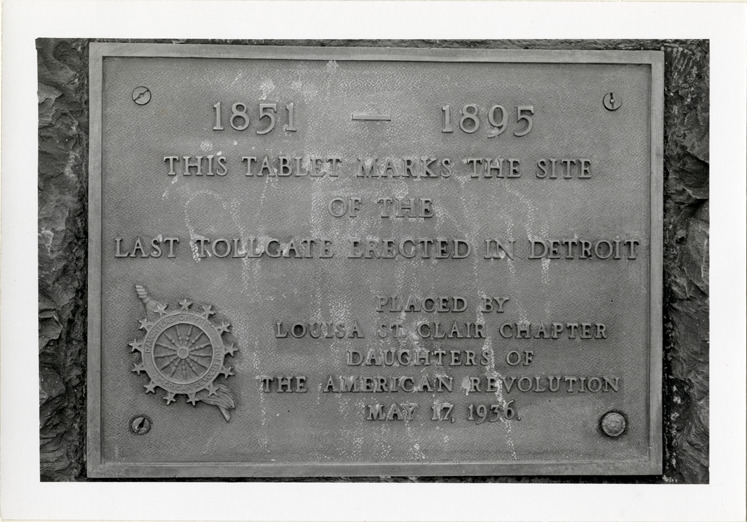 1851 — 1895
THIS TABLET MARKS THE SITE
OF THE
LAST TOLLGATE ERECTED IN DETROIT
PLACED BY
LOUISA ST. CLAIR CHAPTER
DAUGHTERS OF
THE AMERICAN REVOLUTION
MAY 17, 1936.